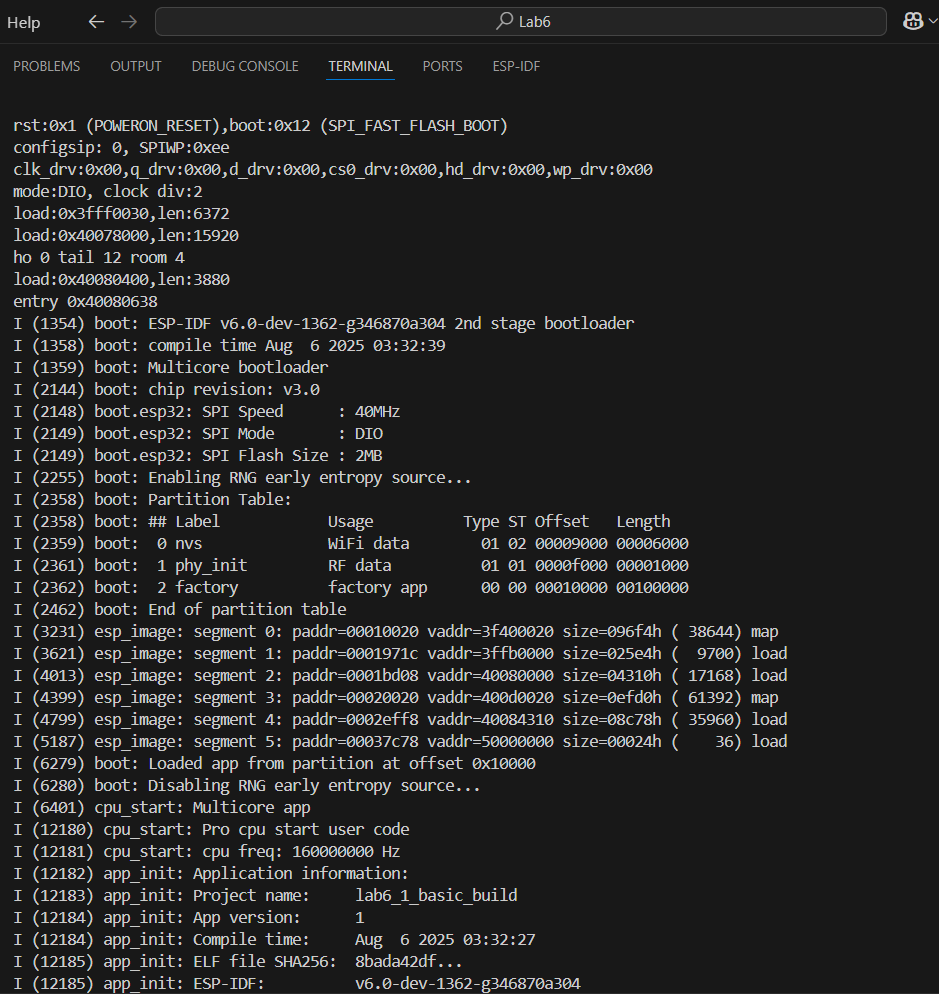 Help
Lab6
PROBLEMS OUTPUT DEBUG CONSOLE TERMINAL PORTS ESP-IDF
rst:0x1 (POWERON_RESET),boot:0x12 (SPI_FAST_FLASH_BOOT)
configsip: 0, SPIWP:0xee
clk_drv:0x00,q_drv:0x00,d_drv:0x00,cs0_drv:0x00,hd_drv:0x00,wp_drv:0x00
mode:DIO, clock div:2
load:0x3fff0030,len:6372
load:0x40078000,len:15920
ho 0 tail 12 room 4
load:0x40080400,len:3880
entry 0x40080638
I (1354) boot: ESP-IDF v6.0-dev-1362-g346870a304 2nd stage bootloader
I (1358) boot: compile time Aug  6 2025 03:32:39
I (1359) boot: Multicore bootloader
I (2144) boot: chip revision: v3.0
I (2148) boot.esp32: SPI Speed      : 40MHz
I (2149) boot.esp32: SPI Mode       : DIO
I (2149) boot.esp32: SPI Flash Size : 2MB
I (2255) boot: Enabling RNG early entropy source...
I (2358) boot: Partition Table:
I (2358) boot: ## Label            Usage          Type ST Offset   Length
I (2359) boot:  0 nvs              WiFi data        01 02 00009000 00006000
I (2361) boot:  1 phy_init         RF data          01 01 0000f000 00001000
I (2362) boot:  2 factory          factory app      00 00 00010000 00100000
I (2462) boot: End of partition table
I (3231) esp_image: segment 0: paddr=00010020 vaddr=3f400020 size=096f4h ( 38644) map
I (3621) esp_image: segment 1: paddr=0001971c vaddr=3ffb0000 size=025e4h (  9700) load
I (4013) esp_image: segment 2: paddr=0001bd08 vaddr=40080000 size=04310h ( 17168) load
I (4399) esp_image: segment 3: paddr=00020020 vaddr=400d0020 size=0efd0h ( 61392) map
I (4799) esp_image: segment 4: paddr=0002eff8 vaddr=40084310 size=08c78h ( 35960) load
I (5187) esp_image: segment 5: paddr=00037c78 vaddr=50000000 size=00024h (    36) load
I (6279) boot: Loaded app from partition at offset 0x10000
I (6280) boot: Disabling RNG early entropy source...
I (6401) cpu_start: Multicore app
I (12180) cpu_start: Pro cpu start user code
I (12181) cpu_start: cpu freq: 160000000 Hz
I (12182) app_init: Application information:
I (12183) app_init: Project name:     lab6_1_basic_build
I (12184) app_init: App version:      1
I (12184) app_init: Compile time:     Aug  6 2025 03:32:27
I (12185) app_init: ELF file SHA256:  8bada42df...
I (12185) app_init: ESP-IDF:          v6.0-dev-1362-g346870a304